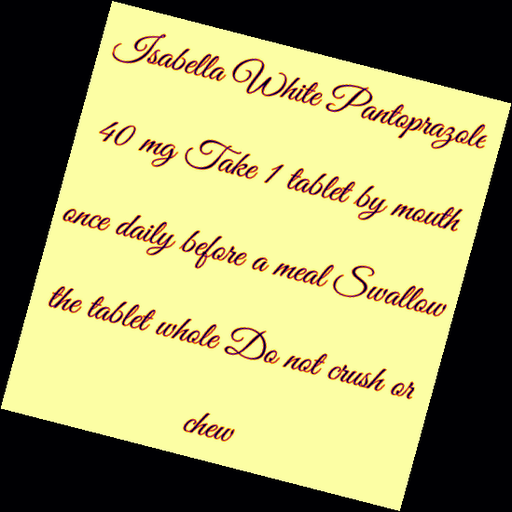 Isabella White Pantoprazole
40 mg Take 1 tablet by mouth
once daily before a meal Swallow
the tablet whole Do not crush or
chew